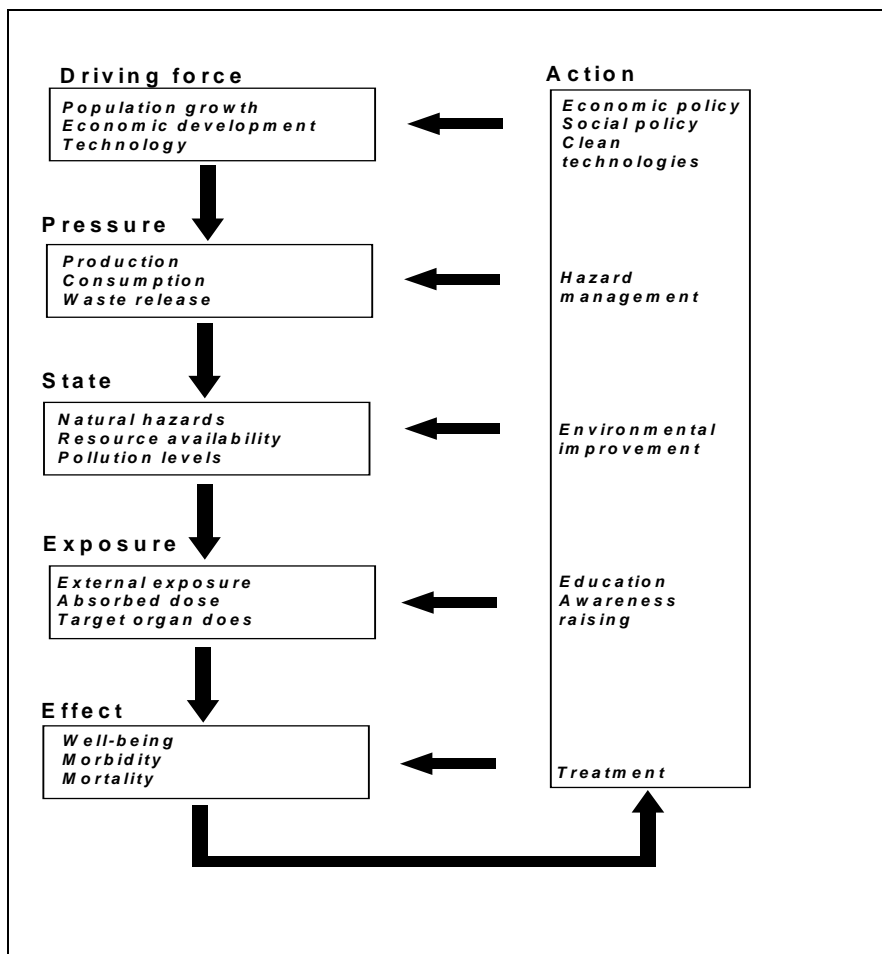 Driving force
Population growth
Economic development
Technology
Pressure
Production
Consumption
Waste release
State
Natural hazards
Resource availability
Pollution levels
Exposure
External exposure
Absorbed dose
Target organ does
Effect
Well-being
Morbidity
Mortality
Action
Economic policy
Social policy
Clean
technologies
Hazard
management
Environmental
improvement
Education
Awareness
raising
Treatment